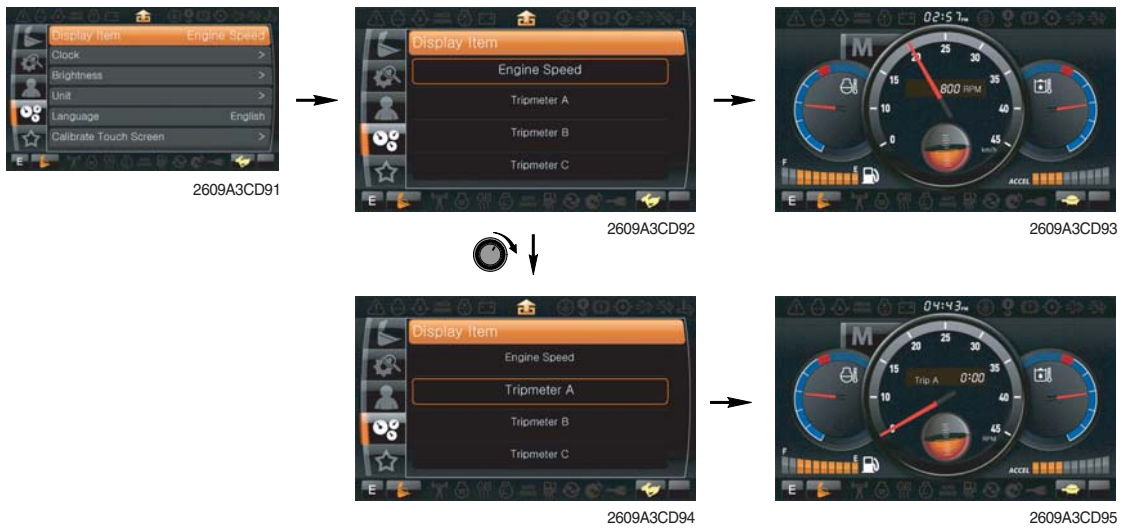 Display Item Engine Speed
Clock >
Brightness >
Unit >
Language English
Calibrate Touch Screen >
E
2609A3CD91
Display Item
Engine Speed
Tripmeter A
Tripmeter B
Tripmeter C
E
2609A3CD92
02:57
M
0
10
15
20
25
30
35
40
45
km/h
800 RPM
F
E
ACCEL
E
2609A3CD93
Display Item
Engine Speed
Tripmeter A
Tripmeter B
Tripmeter C
E
2609A3CD94
04:43
M
10
15
20
25
30
35
40
45
RPM
Trip A 0:00
F
E
ACCEL
E
2609A3CD95